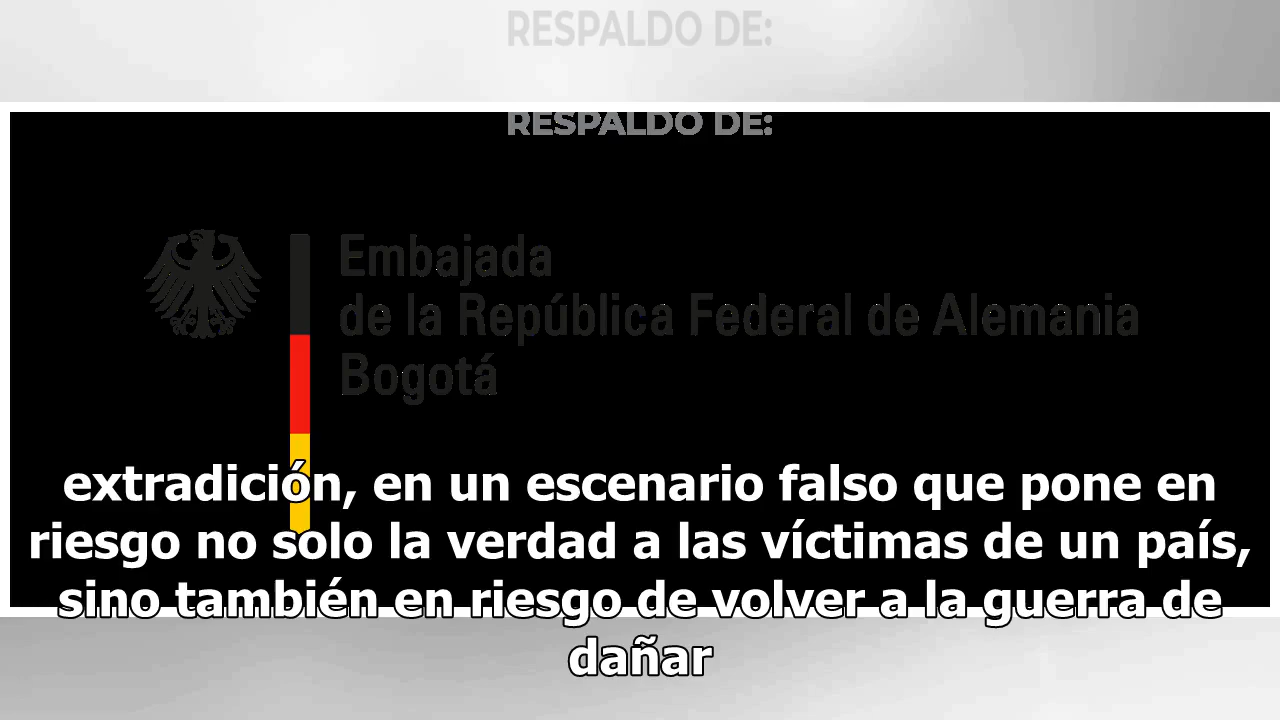 RESPALDO DE:
RESPALDO DE:
Embajada
de la República Federal de Alemania
Bogotá
extradición, en un escenario falso que pone en
riesgo no solo la verdad a las víctimas de un país,
sino también en riesgo de volver a la guerra de
dañar